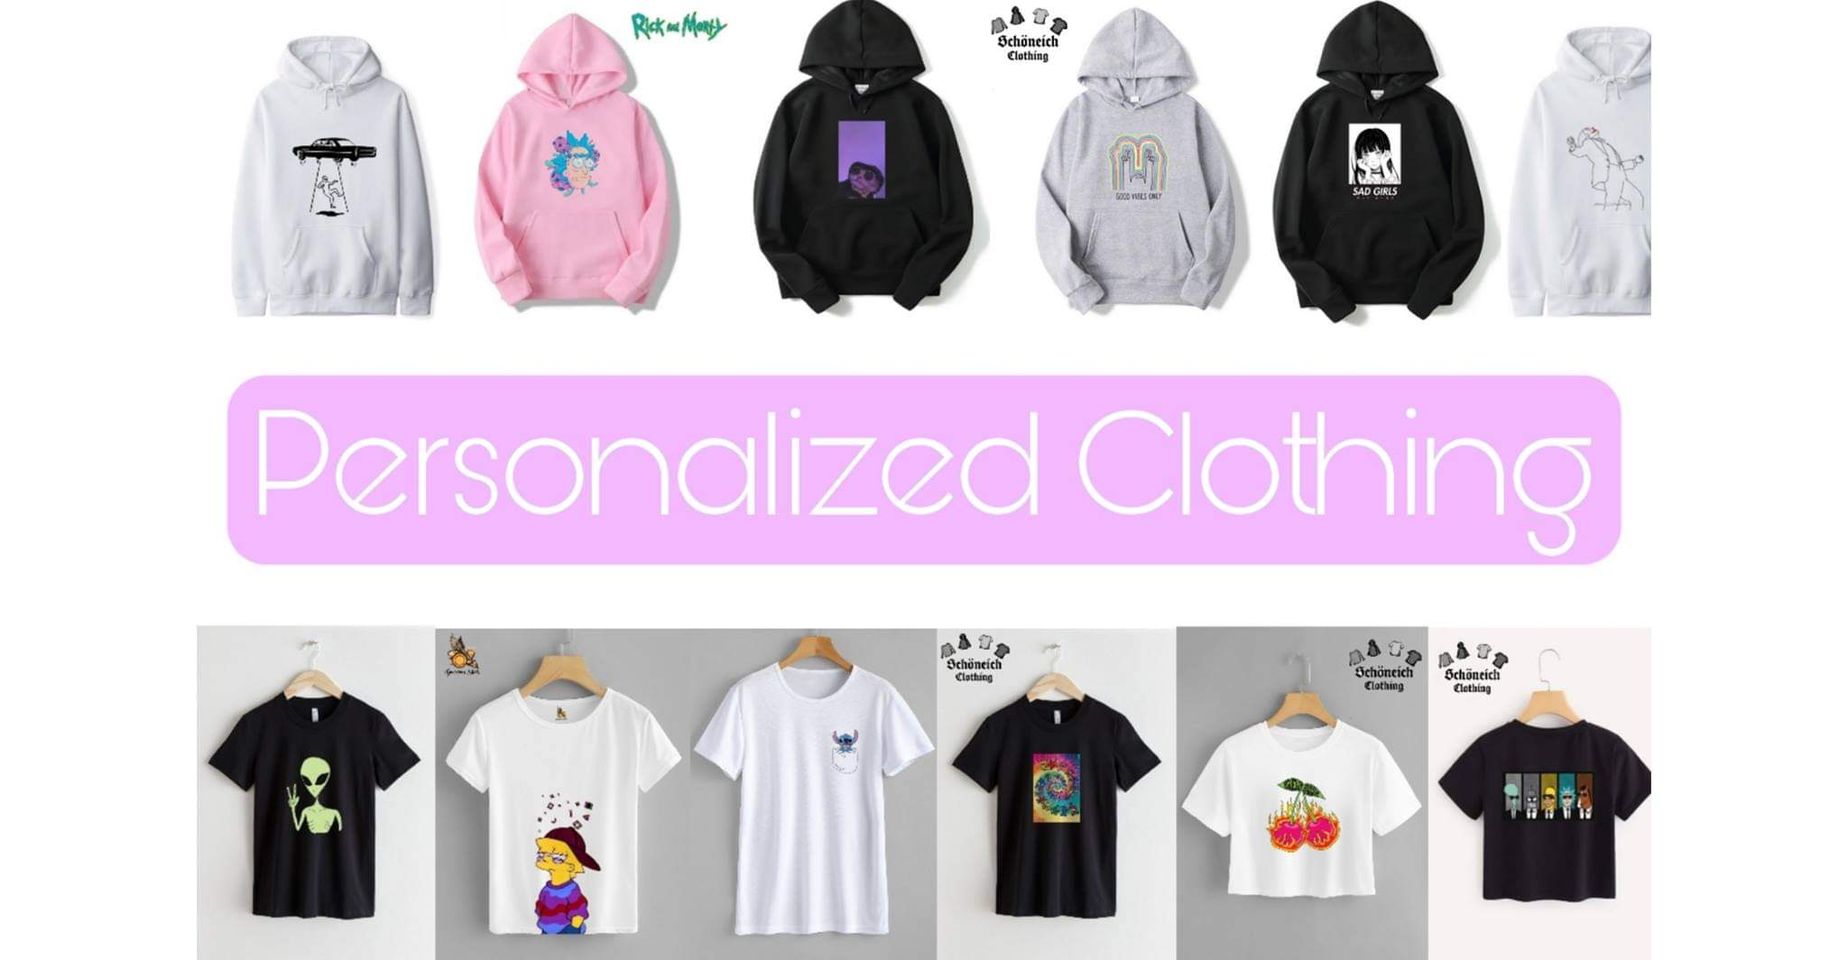 Rick and Morty
Schöneich
Clothing
GOOD VIBES ONLY
SAD GIRLS
Personalized Clothing
Schöneich
Clothing
Schöneich
Clothing
Schöneich
Clothing